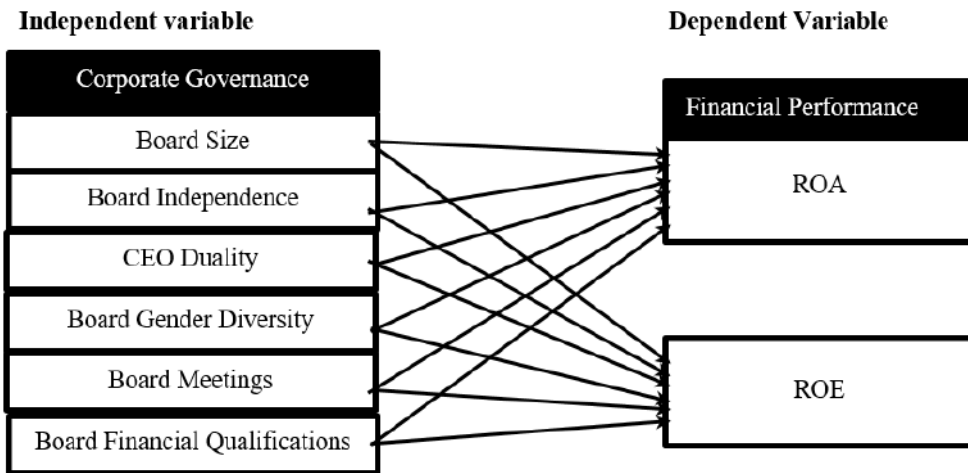 Independent variable
Dependent Variable
Corporate Governance
Financial Performance
Board Size
Board Independence
CEO Duality
Board Gender Diversity
Board Meetings
Board Financial Qualifications
ROA
ROE